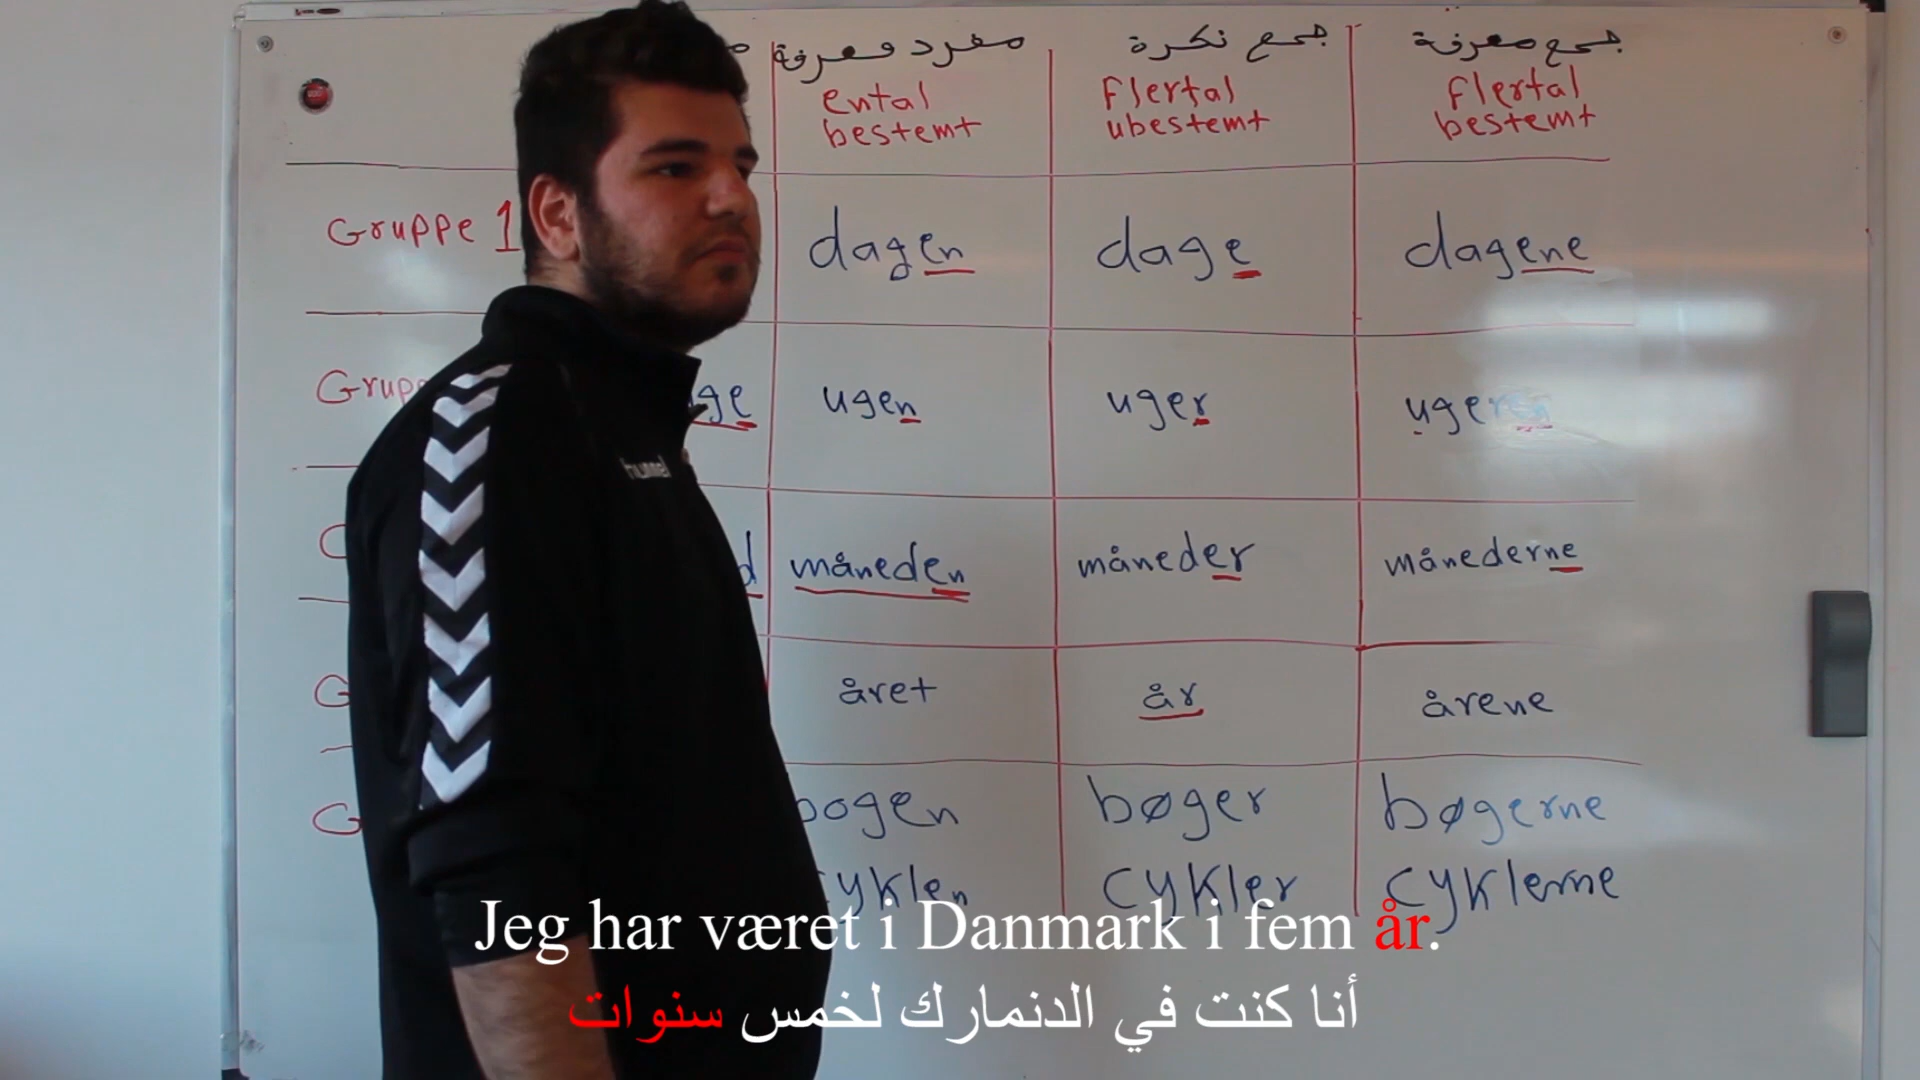 مفرد معرفة
جمع نكرة
جمع معرفة
ental
bestemt
Flertal
ubestemt
Flertal
bestemt
Gruppe 1
dagen
dage
dagene
ugen
uger
hummel
måneden
måneder
månederne
året
år
årene
bogen
bøger
bøgerne
cyklen
cykler
cyklerne
Jeg har været i Danmark i fem år.
أنا كنت في الدنمارك لخمس سنوات